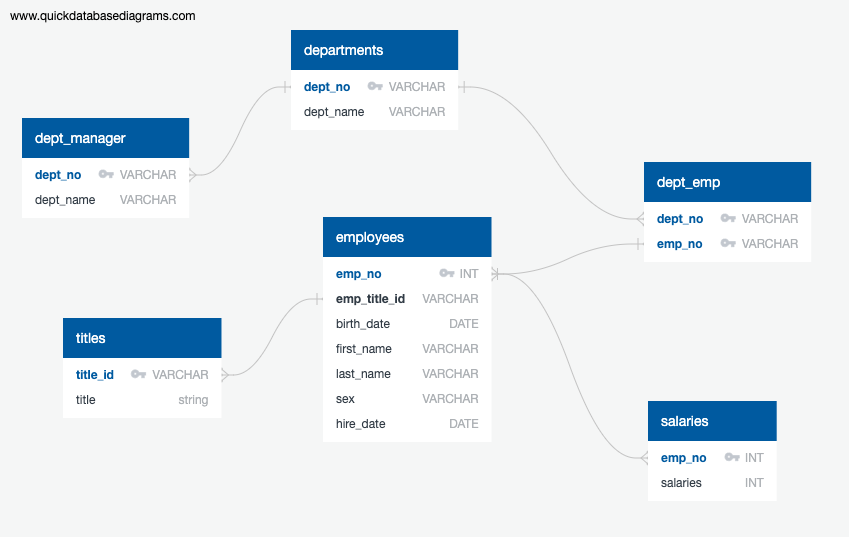 www.quickdatabasediagrams.com
departments
dept_no VARCHAR
dept_name VARCHAR
dept_manager
dept_no VARCHAR
dept_name VARCHAR
dept_emp
dept_no VARCHAR
emp_no VARCHAR
employees
emp_no INT
emp_title_id VARCHAR
birth_date DATE
first_name VARCHAR
last_name VARCHAR
sex VARCHAR
hire_date DATE
titles
title_id VARCHAR
title string
salaries
emp_no INT
salaries INT